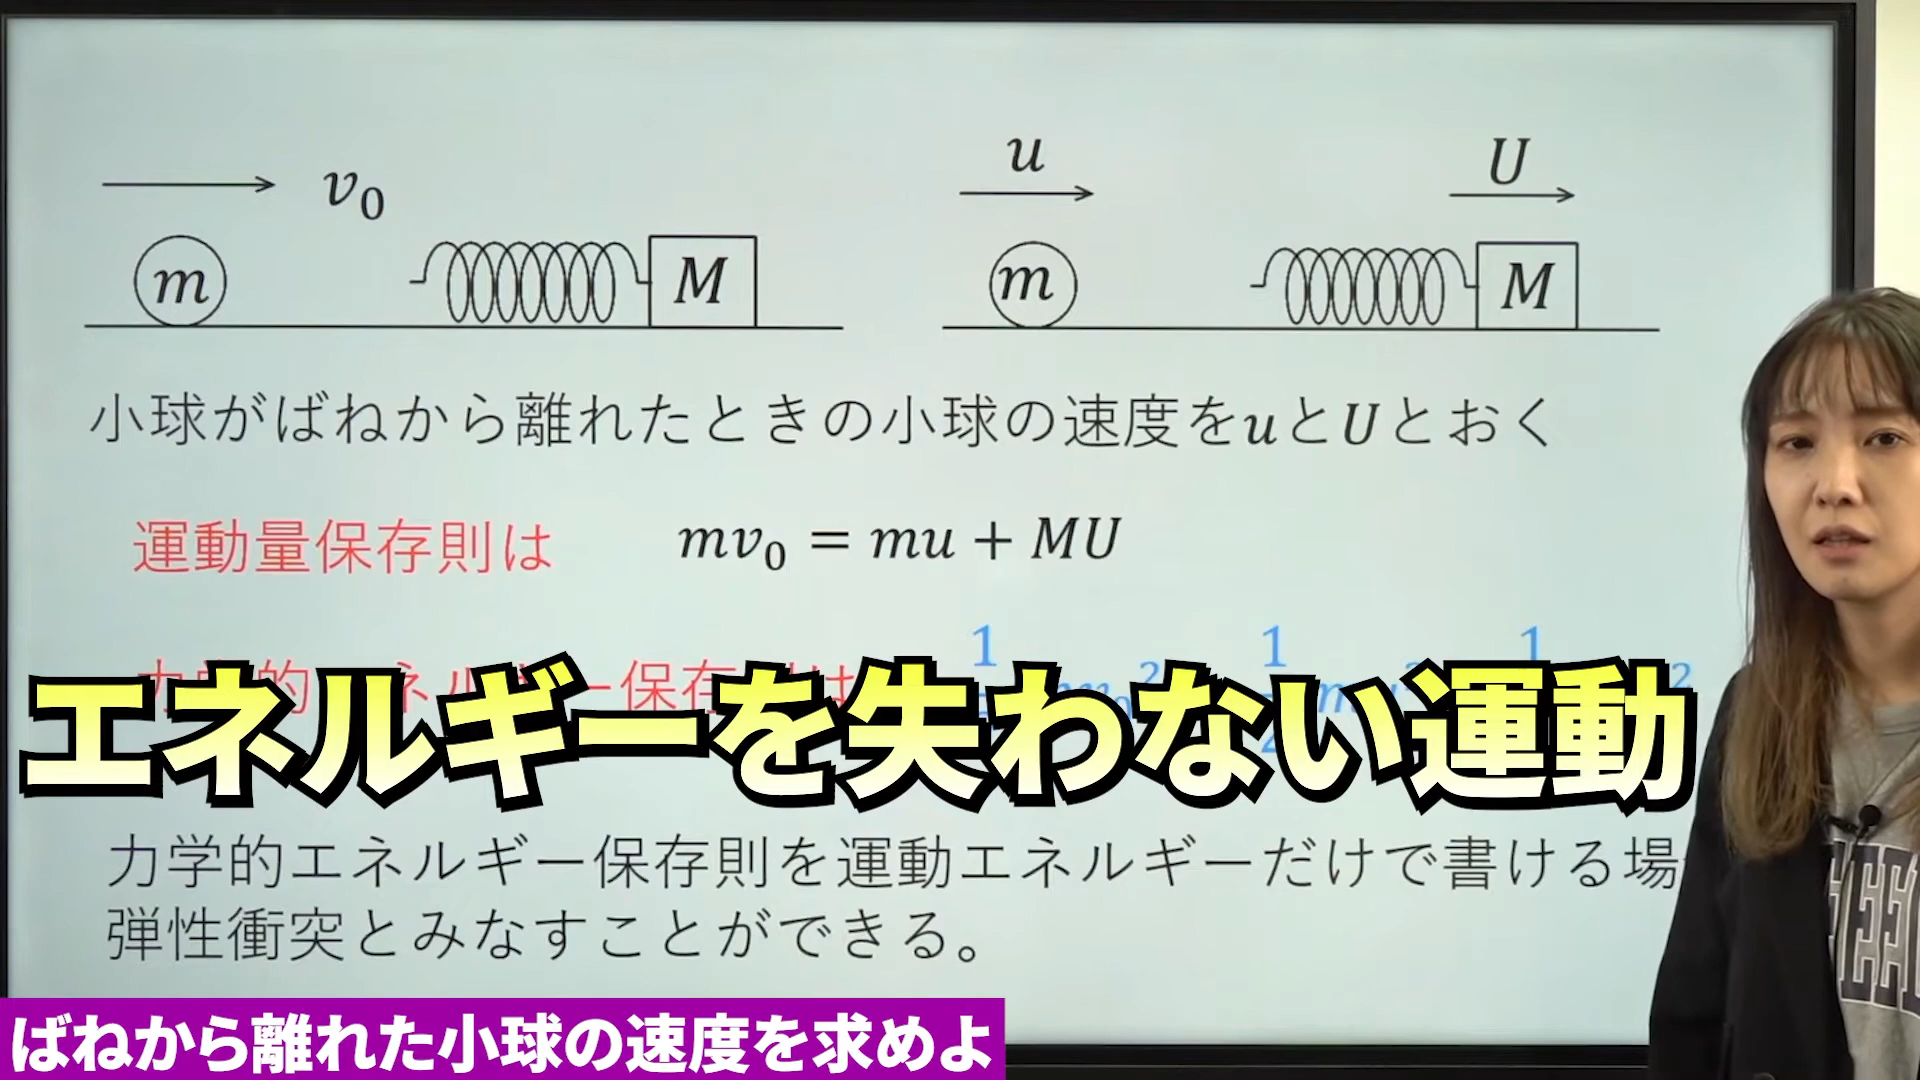 v₀
m
M
u
U
m
M
小球がばねから離れたときの小球の速度をuとUとおく
運動量保存則は mv₀ = mu + MU
エネルギーを失わない運動
力学的エネルギー保存則を運動エネルギーだけで書ける場
弾性衝突とみなすことができる。
ばねから離れた小球の速度を求めよ